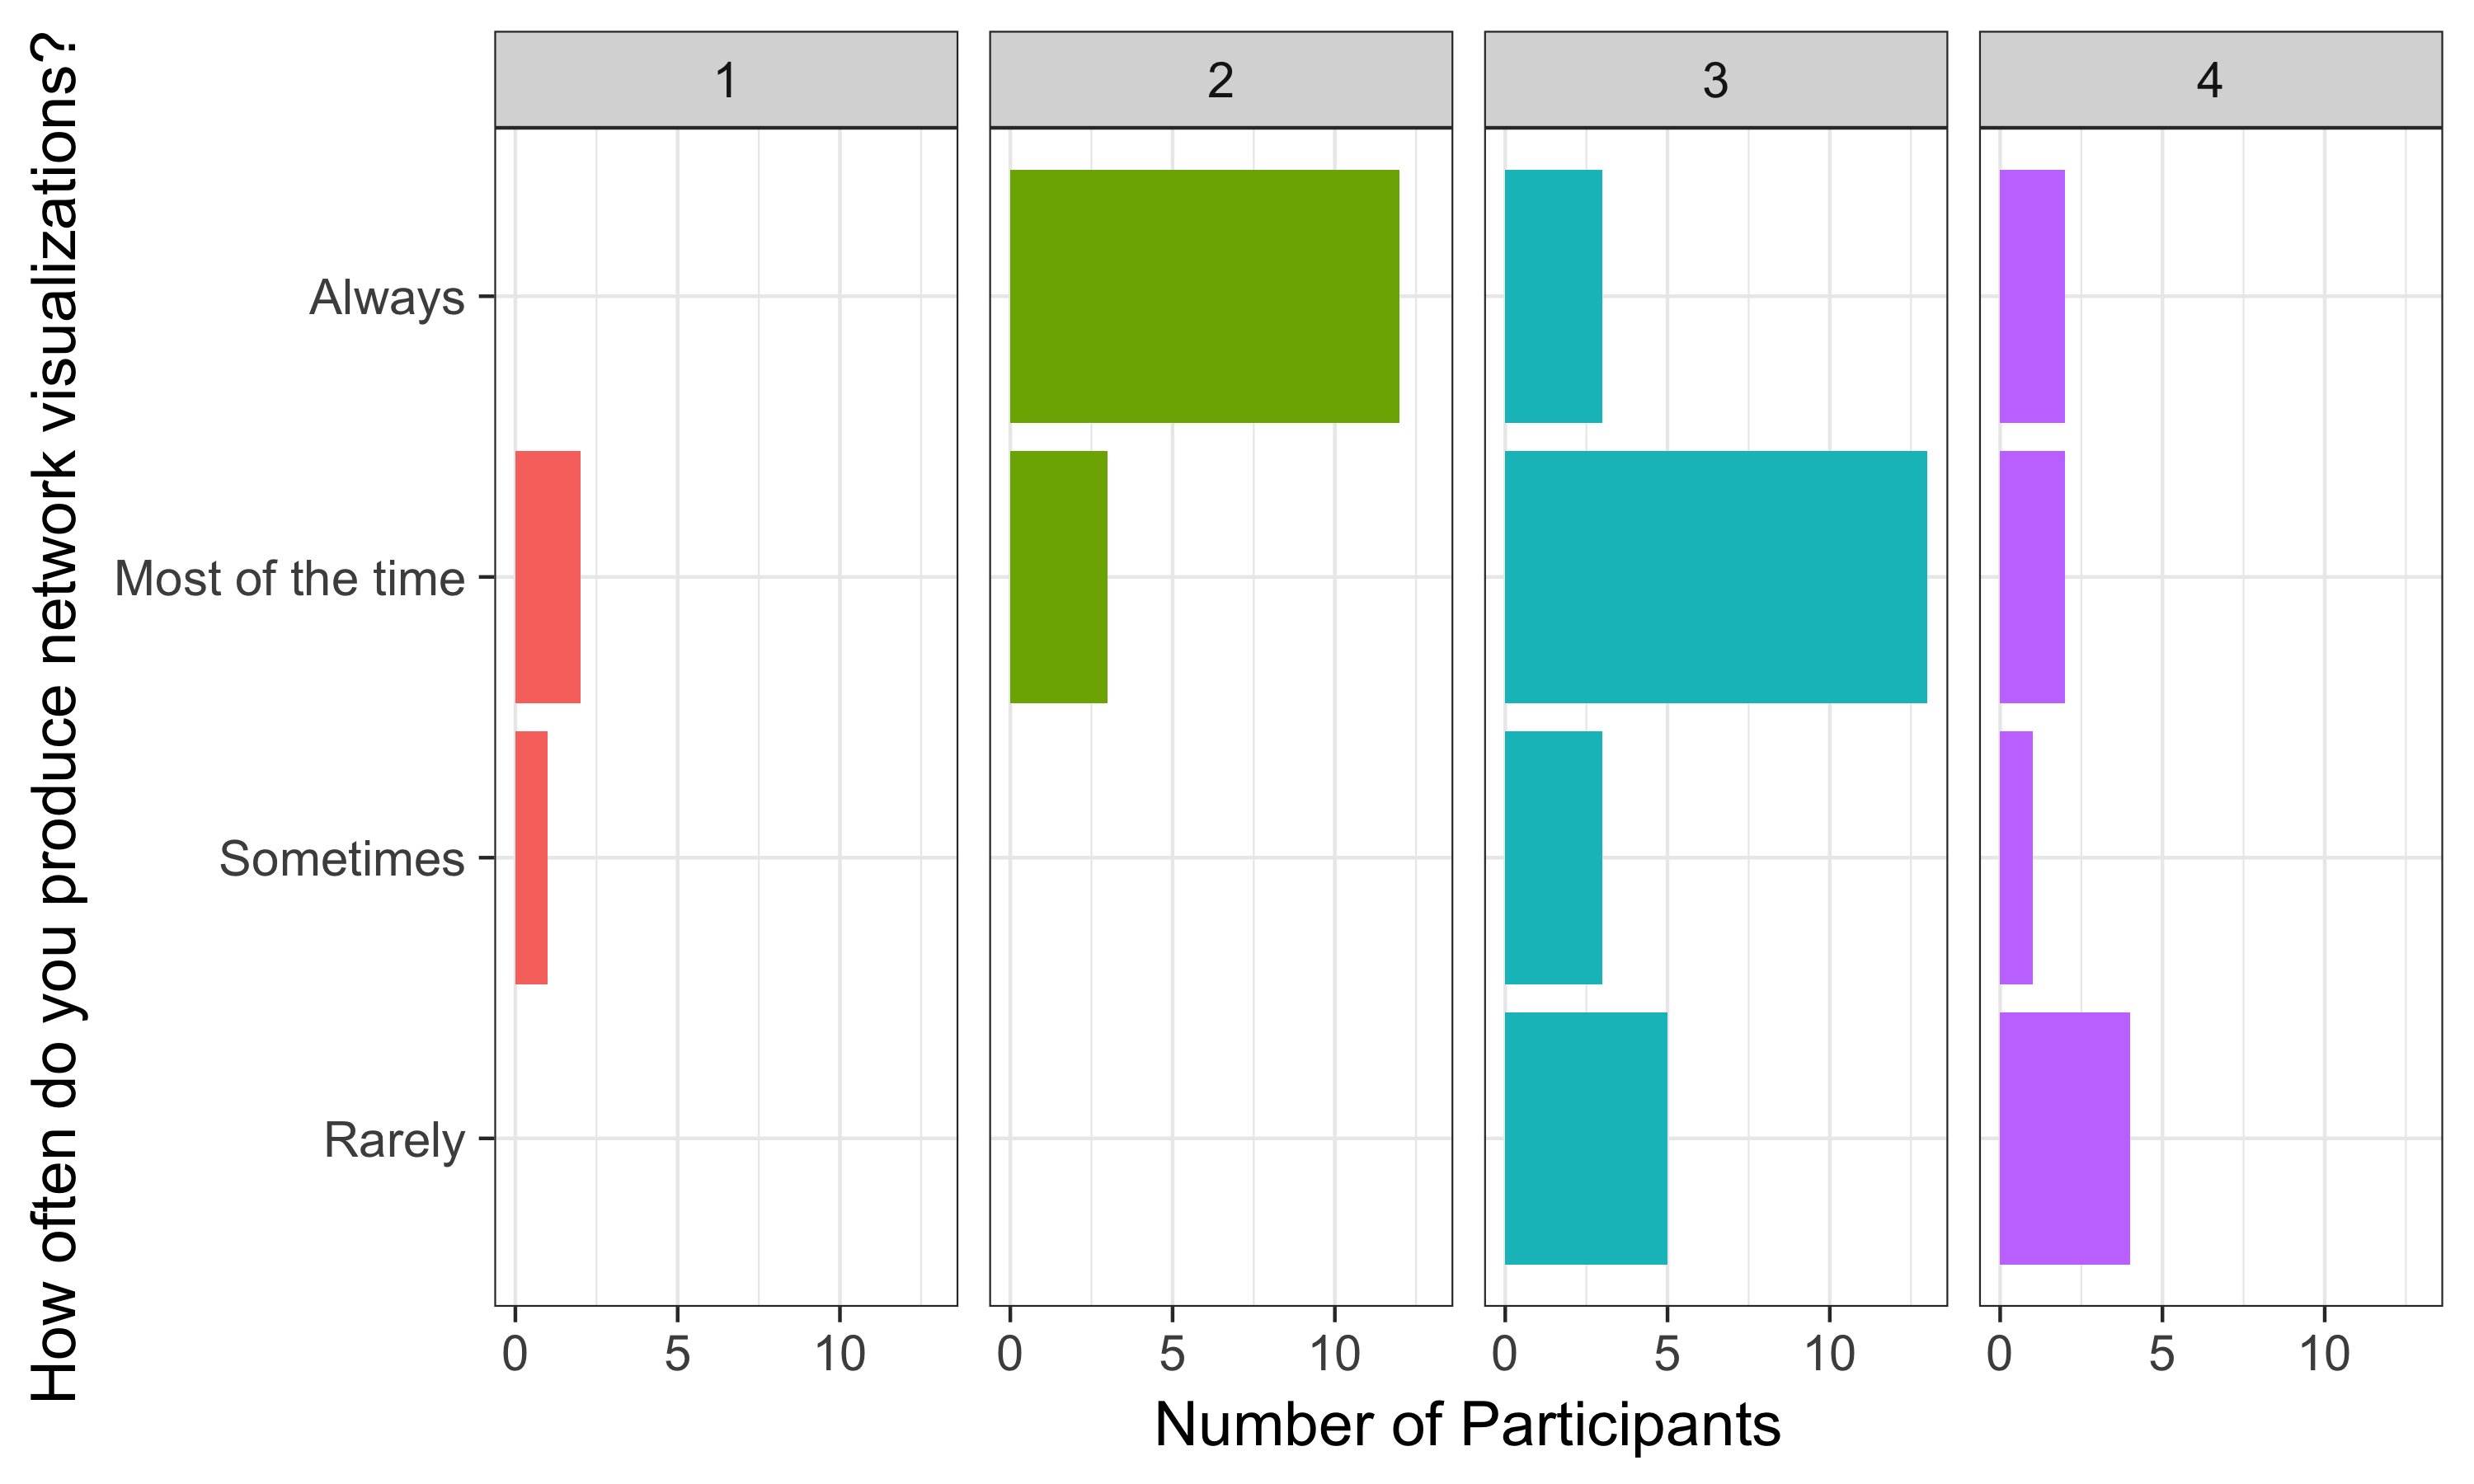 How often do you produce network visualizations?
1 2 3 4
Always
Most of the time
Sometimes
Rarely
0 5 10 0 5 10 0 5 10 0 5 10
Number of Participants